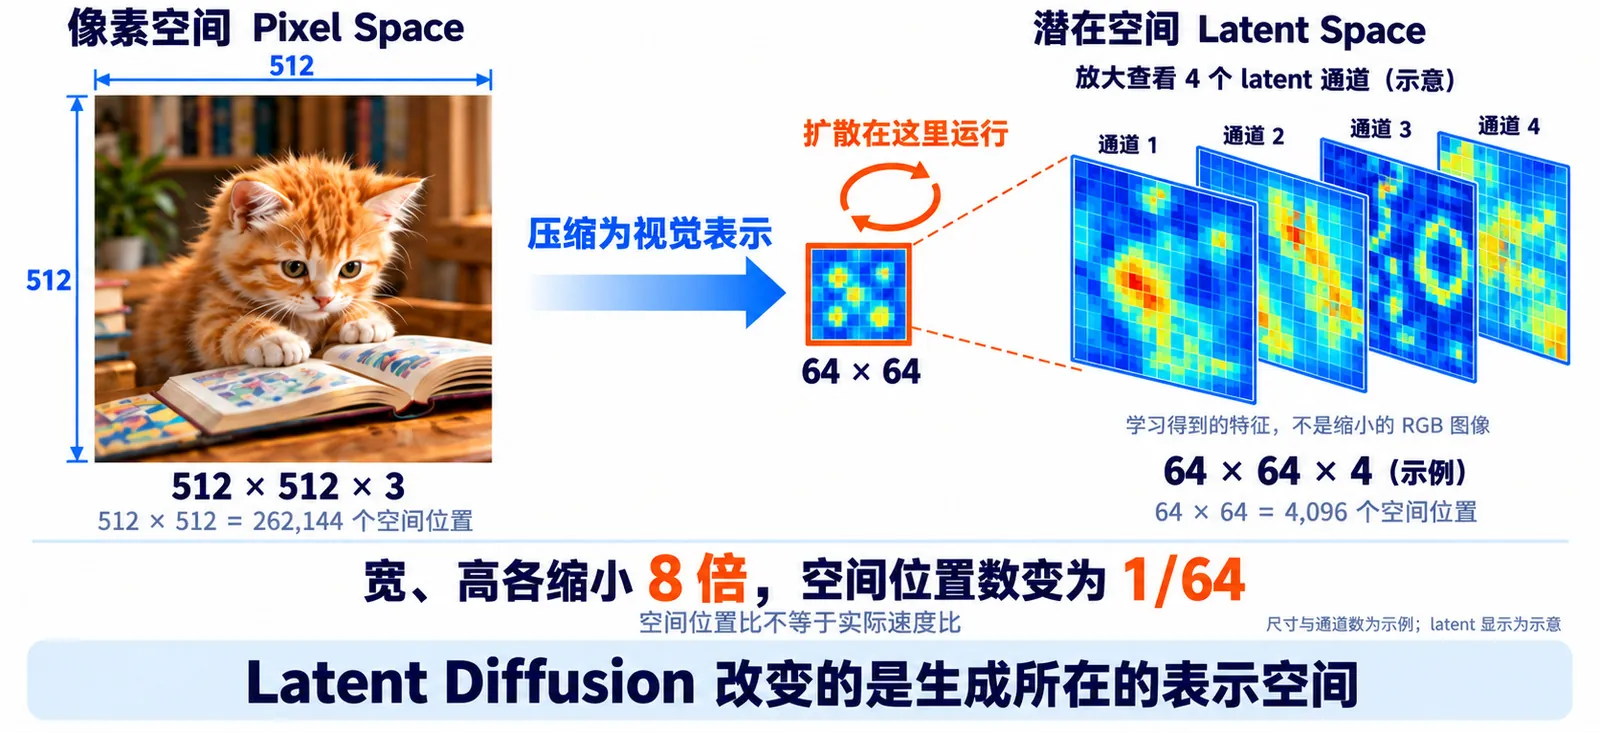 像素空间 Pixel Space
512
512
512 × 512 × 3
512 × 512 = 262,144 个空间位置
压缩为视觉表示
扩散在这里运行
64 × 64
潜在空间 Latent Space
放大查看 4 个 latent 通道（示意）
通道 1
通道 2
通道 3
通道 4
学习得到的特征，不是缩小的 RGB 图像
64 × 64 × 4（示例）
64 × 64 = 4,096 个空间位置
宽、高各缩小 8 倍，空间位置数变为 1/64
空间位置比不等于实际速度比
尺寸与通道数为示例；latent 显示为示意
Latent Diffusion 改变的是生成所在的表示空间